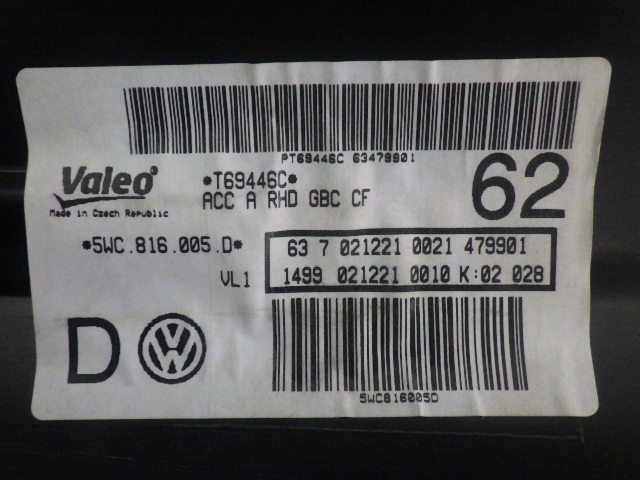 PT69446C 63479901
Valeo
Made in Czech Republic
*T69446C*
ACC A RHD GBC CF
62
*5WC.816.005.D*
VL1
63 7 021221 0021 479901
1499 021221 0010 K:02 028
D
VW
5WC816005D